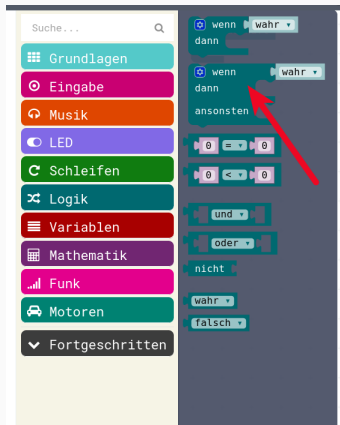 Suche...
Grundlagen
Eingabe
Musik
LED
Schleifen
Logik
Variablen
Mathematik
Funk
Motoren
Fortgeschritten
wenn wahr
dann
wenn wahr
dann
ansonsten
0 = 0
0 < 0
und
oder
nicht
wahr
falsch